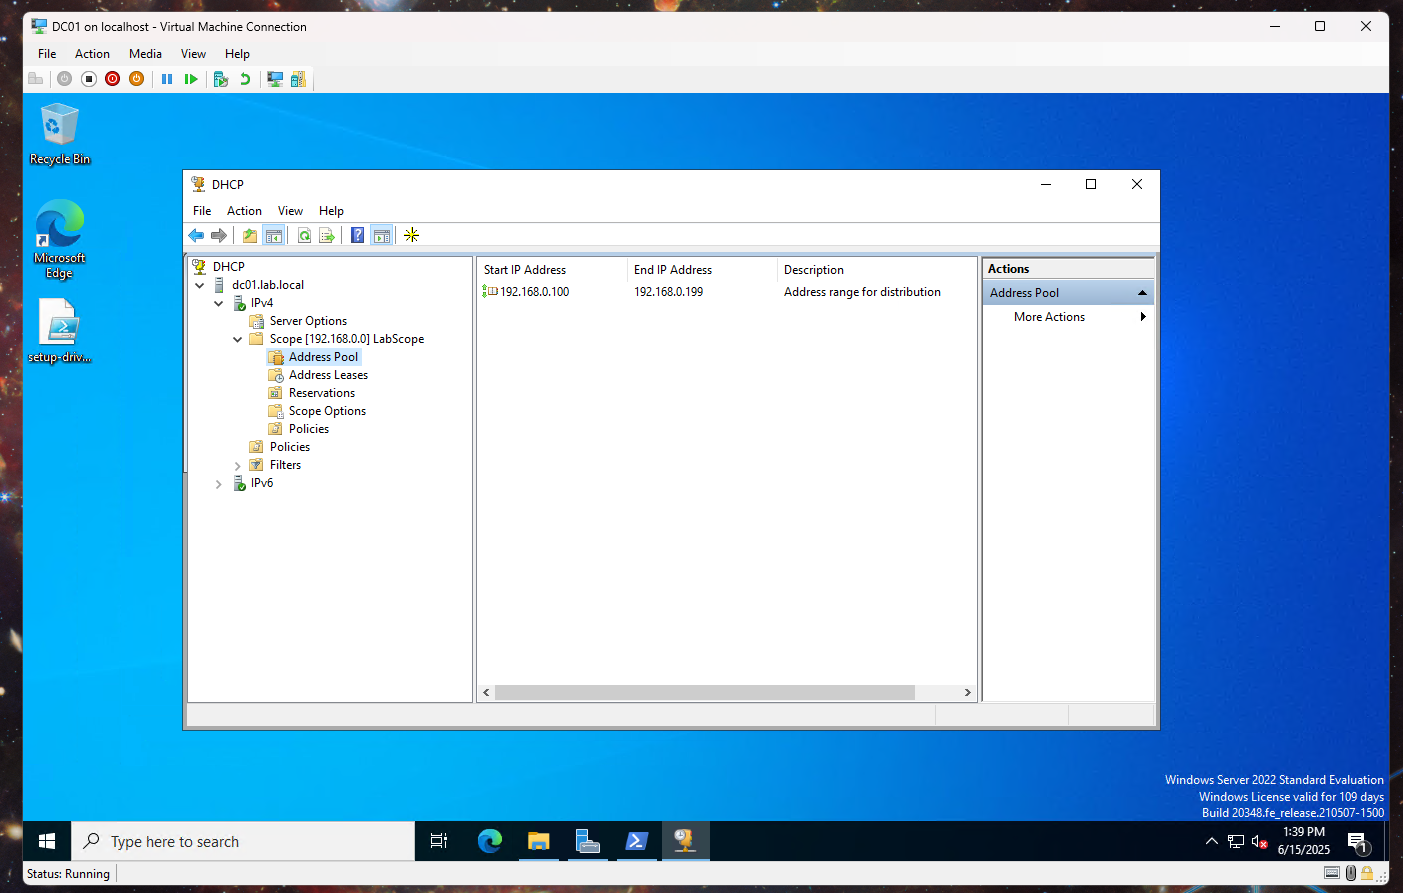 DC01 on localhost - Virtual Machine Connection
File Action Media View Help
Recycle Bin
Microsoft
Edge
setup-driv...
DHCP
File Action View Help
DHCP
dc01.lab.local
IPv4
Server Options
Scope [192.168.0.0] LabScope
Address Pool
Address Leases
Reservations
Scope Options
Policies
Policies
Filters
IPv6
Start IP Address End IP Address Description
192.168.0.100 192.168.0.199 Address range for distribution
Actions
Address Pool
More Actions
Windows Server 2022 Standard Evaluation
Windows License valid for 109 days
Build 20348.fe_release.210507-1500
Type here to search
1:39 PM
6/15/2025
1
Status: Running